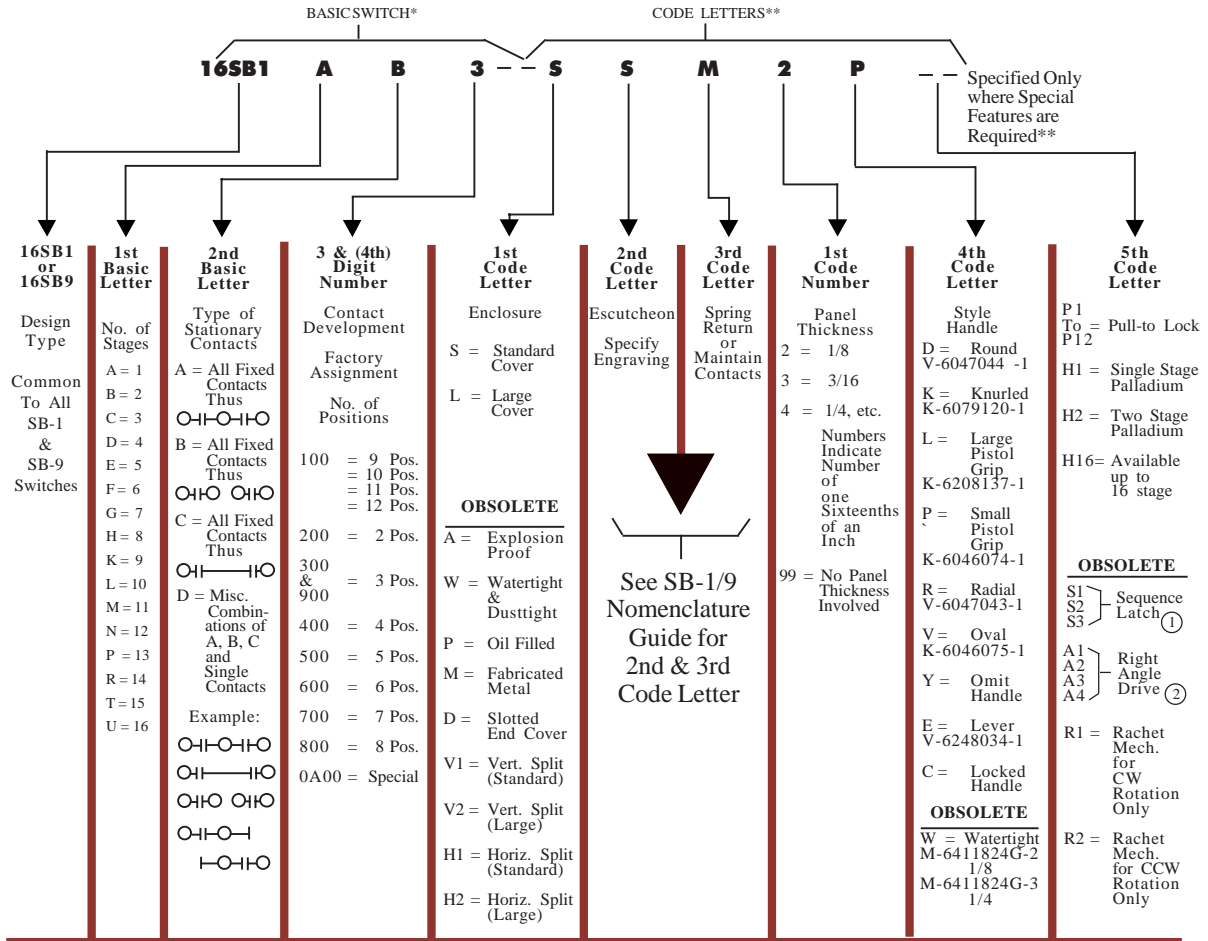 BASIC SWITCH*
CODE LETTERS**
16SB1 A B 3 – – S S M 2 P – –
Specified Only
where Special
Features are
Required**
16SB1
or
16SB9
Design
Type
Common
To All
SB-1
&
SB-9
Switches
1st
Basic
Letter
No. of
Stages
A = 1
B = 2
C = 3
D = 4
E = 5
F = 6
G = 7
H = 8
K = 9
L = 10
M = 11
N = 12
P = 13
R = 14
T = 15
U = 16
2nd
Basic
Letter
Type of
Stationary
Contacts
A = All Fixed
Contacts
Thus
B = All Fixed
Contacts
Thus
C = All Fixed
Contacts
Thus
D = Misc.
Combin-
ations of
A, B, C
and
Single
Contacts
Example:
3 & (4th)
Digit
Number
Contact
Development
Factory
Assignment
No. of
Positions
100 = 9 Pos.
= 10 Pos.
= 11 Pos.
= 12 Pos.
200 = 2 Pos.
300
& = 3 Pos.
900
400 = 4 Pos.
500 = 5 Pos.
600 = 6 Pos.
700 = 7 Pos.
800 = 8 Pos.
0A00 = Special
1st
Code
Letter
Enclosure
S = Standard
Cover
L = Large
Cover
OBSOLETE
A = Explosion
Proof
W = Watertight
&
Dusttight
P = Oil Filled
M = Fabricated
Metal
D = Slotted
End Cover
V1 = Vert. Split
(Standard)
V2 = Vert. Split
(Large)
H1 = Horiz. Split
(Standard)
H2 = Horiz. Split
(Large)
2nd
Code
Letter
Escutcheon
Specify
Engraving
3rd
Code
Letter
Spring
Return
or
Maintain
Contacts
See SB-1/9
Nomenclature
Guide for
2nd & 3rd
Code Letter
1st
Code
Number
Panel
Thickness
2 = 1/8
3 = 3/16
4 = 1/4, etc.
Numbers
Indicate
Number
of
one
Sixteenths
of an
Inch
99 = No Panel
Thickness
Involved
4th
Code
Letter
Style
Handle
D = Round
V-6047044 -1
K = Knurled
K-6079120-1
L = Large
Pistol
Grip
K-6208137-1
P = Small
` Pistol
Grip
K-6046074-1
R = Radial
V-6047043-1
V = Oval
K-6046075-1
Y = Omit
Handle
E = Lever
V-6248034-1
C = Locked
Handle
OBSOLETE
W = Watertight
M-6411824G-2
1/8
M-6411824G-3
1/4
5th
Code
Letter
P1
To = Pull-to Lock
P12
H1 = Single Stage
Palladium
H2 = Two Stage
Palladium
H16= Available
up to
16 stage
OBSOLETE
S1
S2
S3
Sequence
Latch 1
A1
A2
A3
A4
Right
Angle
Drive 2
R1 = Rachet
Mech.
for
CW
Rotation
Only
R2 = Rachet
Mech.
for CCW
Rotation
Only